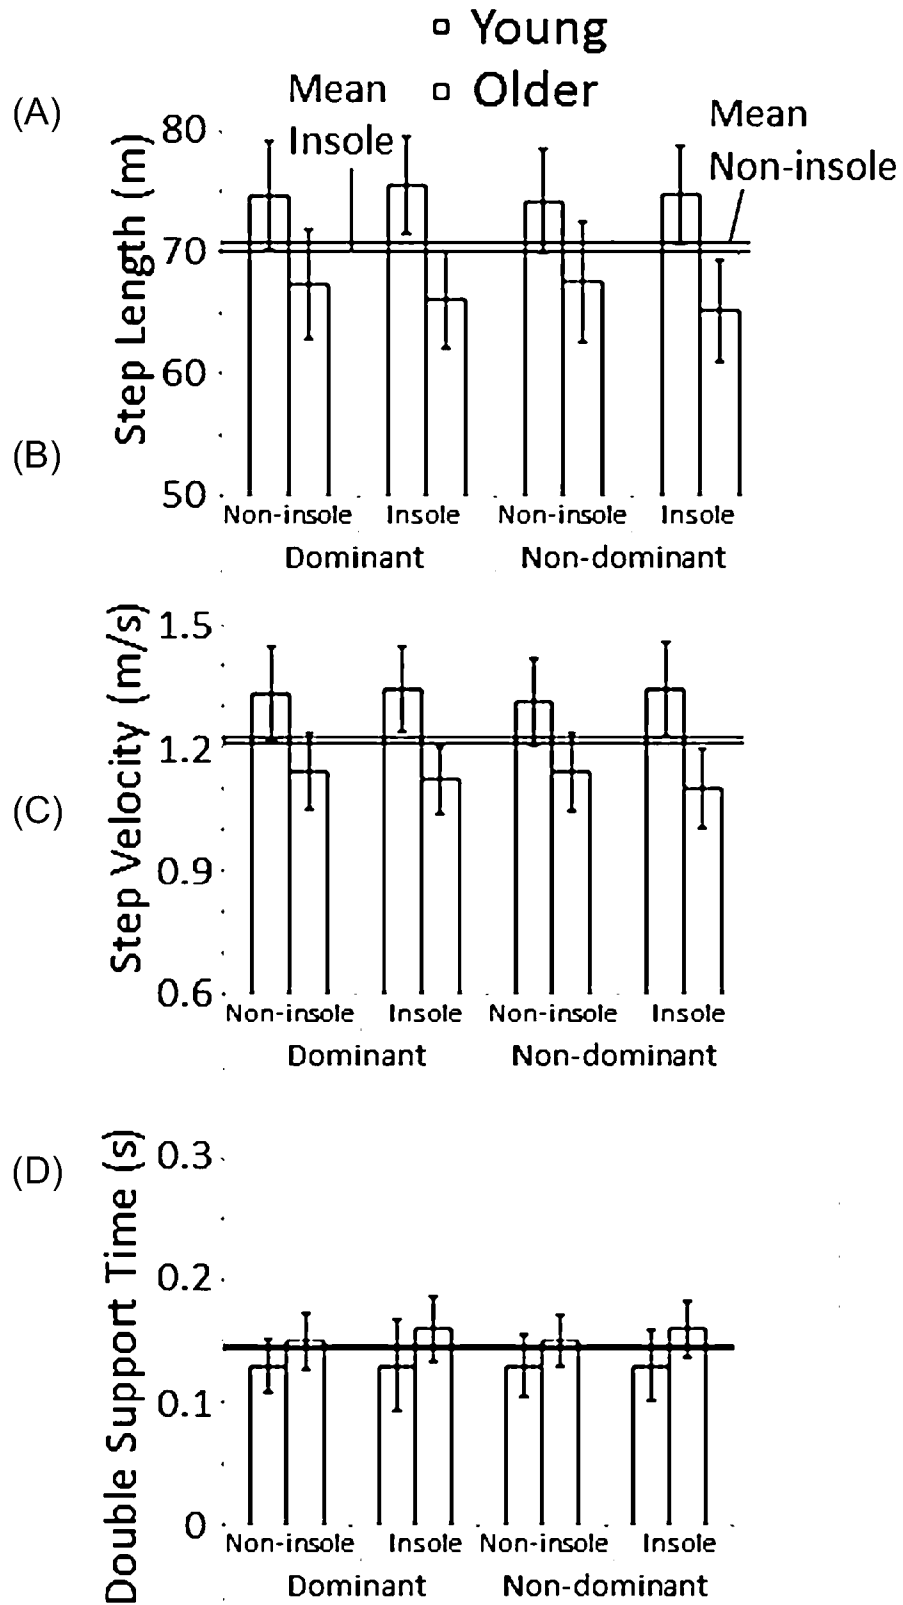 Young
Older
(A)
Mean
Insole
Mean
Non-insole
Step Length (m)
80
70
60
50
Non-insole Insole Non-insole Insole
Dominant Non-dominant
(B)
Step Velocity (m/s)
1.5
1.2
0.9
0.6
Non-insole Insole Non-insole Insole
Dominant Non-dominant
(C)
(D)
Double Support Time (s)
0.3
0.2
0.1
0
Non-insole Insole Non-insole Insole
Dominant Non-dominant